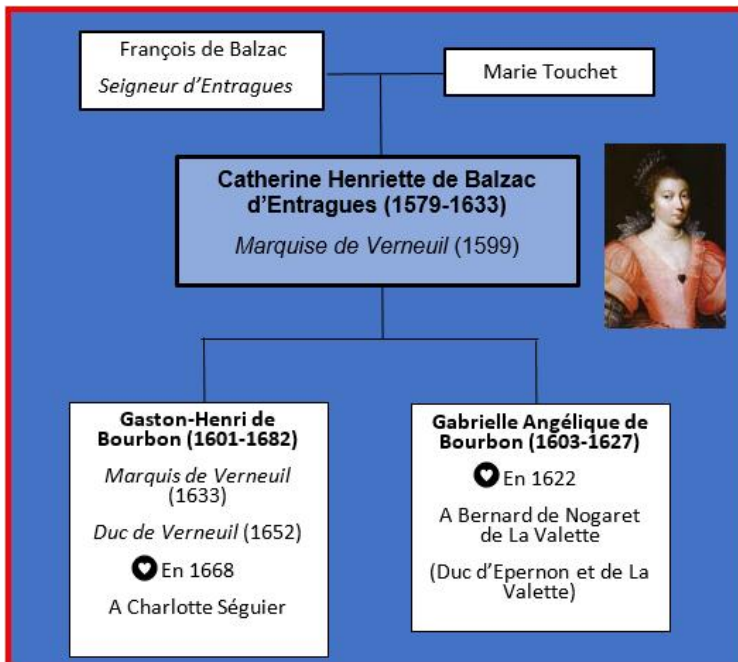 François de Balzac
Seigneur d’Entragues
Marie Touchet
Catherine Henriette de Balzac
d’Entragues (1579-1633)
Marquise de Verneuil (1599)
Gaston-Henri de
Bourbon (1601-1682)
Marquis de Verneuil
(1633)
Duc de Verneuil (1652)
En 1668
A Charlotte Séguier
Gabrielle Angélique de
Bourbon (1603-1627)
En 1622
A Bernard de Nogaret
de La Valette
(Duc d’Epernon et de La
Valette)